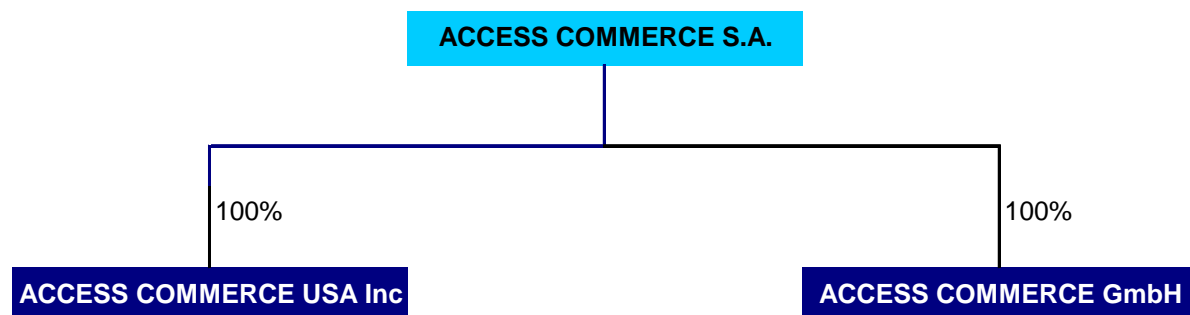 ACCESS COMMERCE S.A.
100%
100%
ACCESS COMMERCE USA Inc
ACCESS COMMERCE GmbH